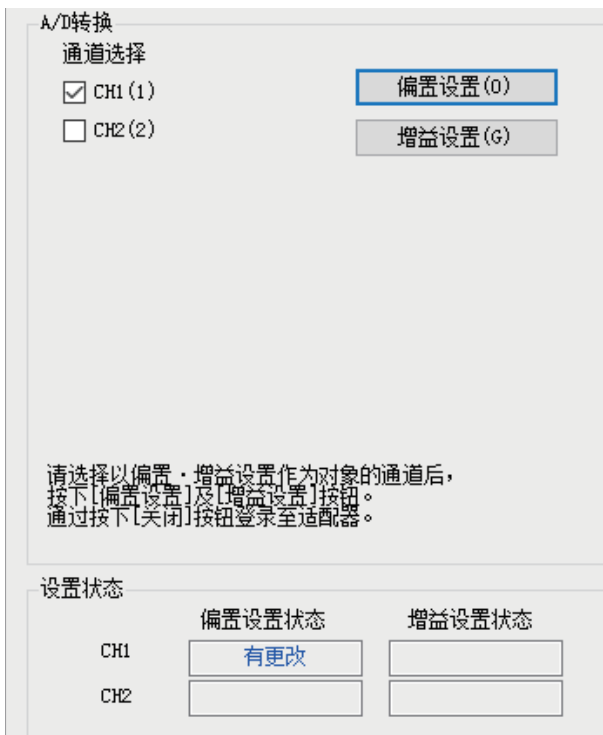 A/D转换
通道选择
CH1(1)
偏置设置(O)
CH2(2)
增益设置(G)
请选择以偏置·增益设置作为对象的通道后，
按下[偏置设置]及[增益设置]按钮。
通过按下[关闭]按钮登录至适配器。
设置状态
偏置设置状态 增益设置状态
CH1 有更改
CH2